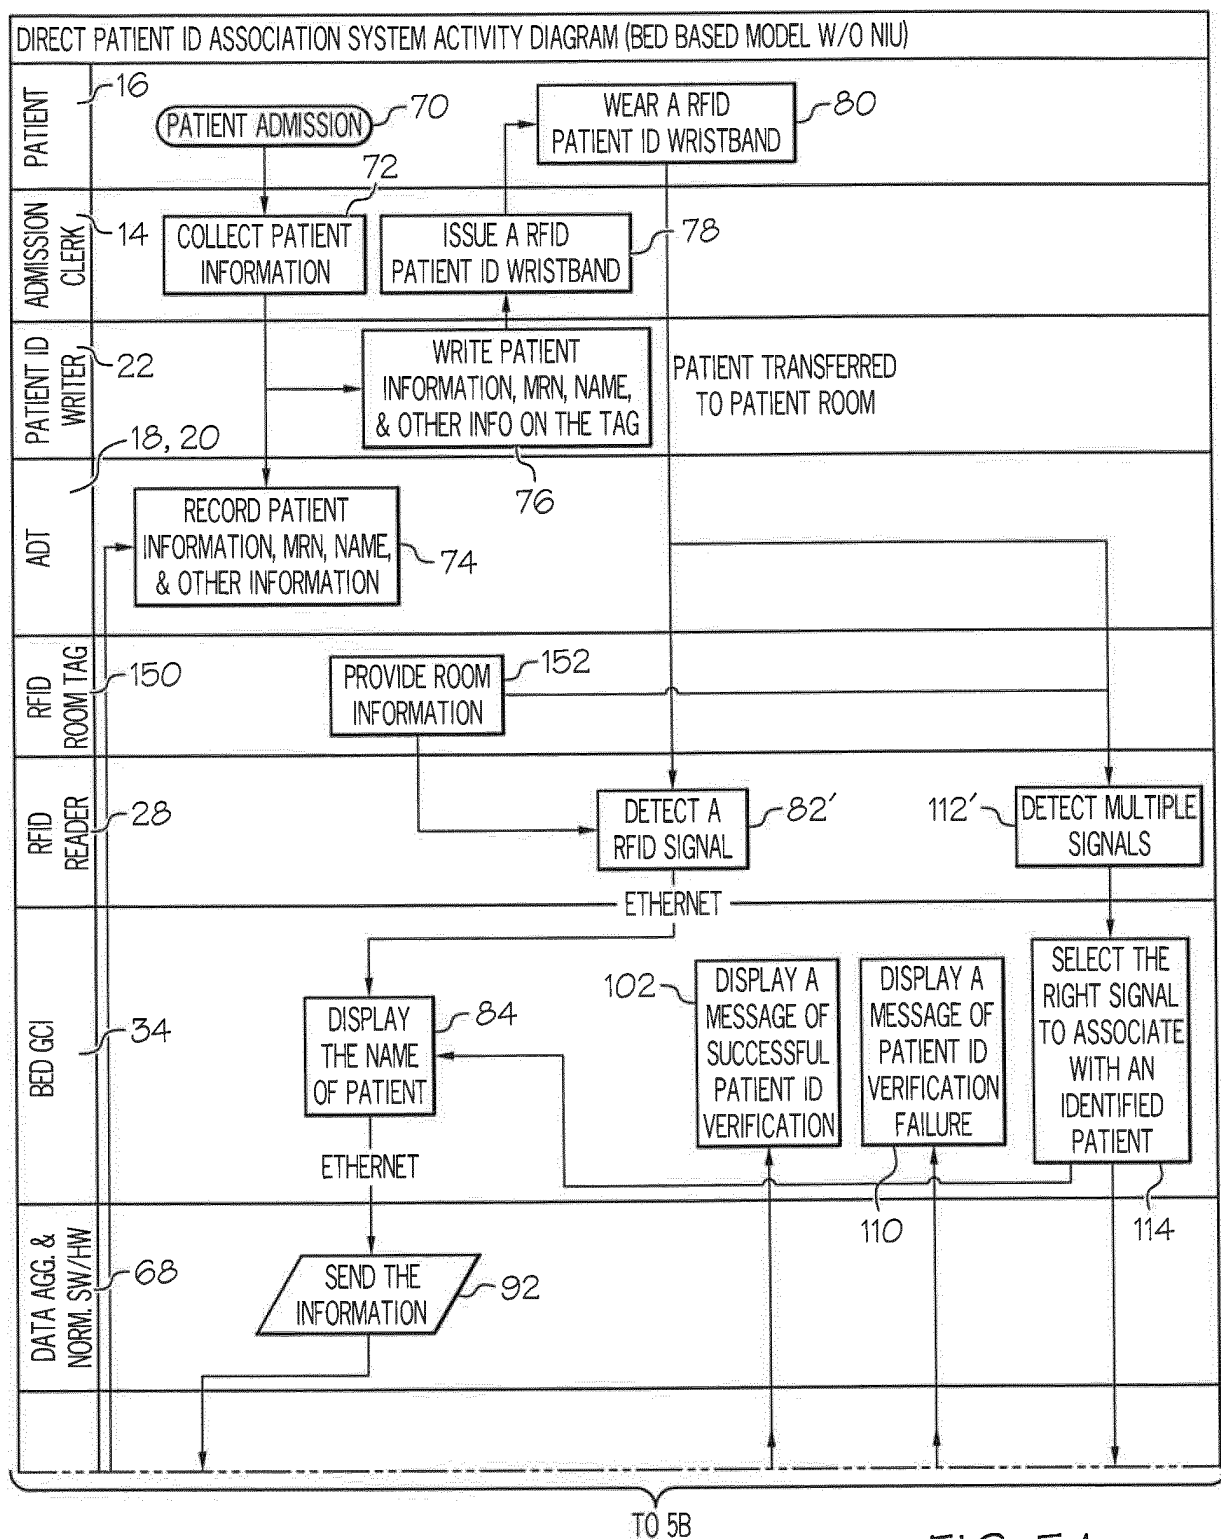 DIRECT PATIENT ID ASSOCIATION SYSTEM ACTIVITY DIAGRAM (BED BASED MODEL W/O NIU)
PATIENT
16
PATIENT ADMISSION
70
WEAR A RFID
PATIENT ID WRISTBAND
80
ADMISSION
CLERK
14
72
COLLECT PATIENT
INFORMATION
ISSUE A RFID
PATIENT ID WRISTBAND
78
PATIENT ID
WRITER
22
WRITE PATIENT
INFORMATION, MRN, NAME,
& OTHER INFO ON THE TAG
76
PATIENT TRANSFERRED
TO PATIENT ROOM
ADT
18, 20
RECORD PATIENT
INFORMATION, MRN, NAME,
& OTHER INFORMATION
74
RFID
ROOM TAG
150
PROVIDE ROOM
INFORMATION
152
RFID
READER
28
DETECT A
RFID SIGNAL
82'
112'
DETECT MULTIPLE
SIGNALS
ETHERNET
BED GCI
34
DISPLAY
THE NAME
OF PATIENT
84
102
DISPLAY A
MESSAGE OF
SUCCESSFUL
PATIENT ID
VERIFICATION
DISPLAY A
MESSAGE OF
PATIENT ID
VERIFICATION
FAILURE
110
SELECT THE
RIGHT SIGNAL
TO ASSOCIATE
WITH AN
IDENTIFIED
PATIENT
114
ETHERNET
DATA AGG. &
NORM. SW/HW
68
SEND THE
INFORMATION
92
TO 5B
FIG. 5A